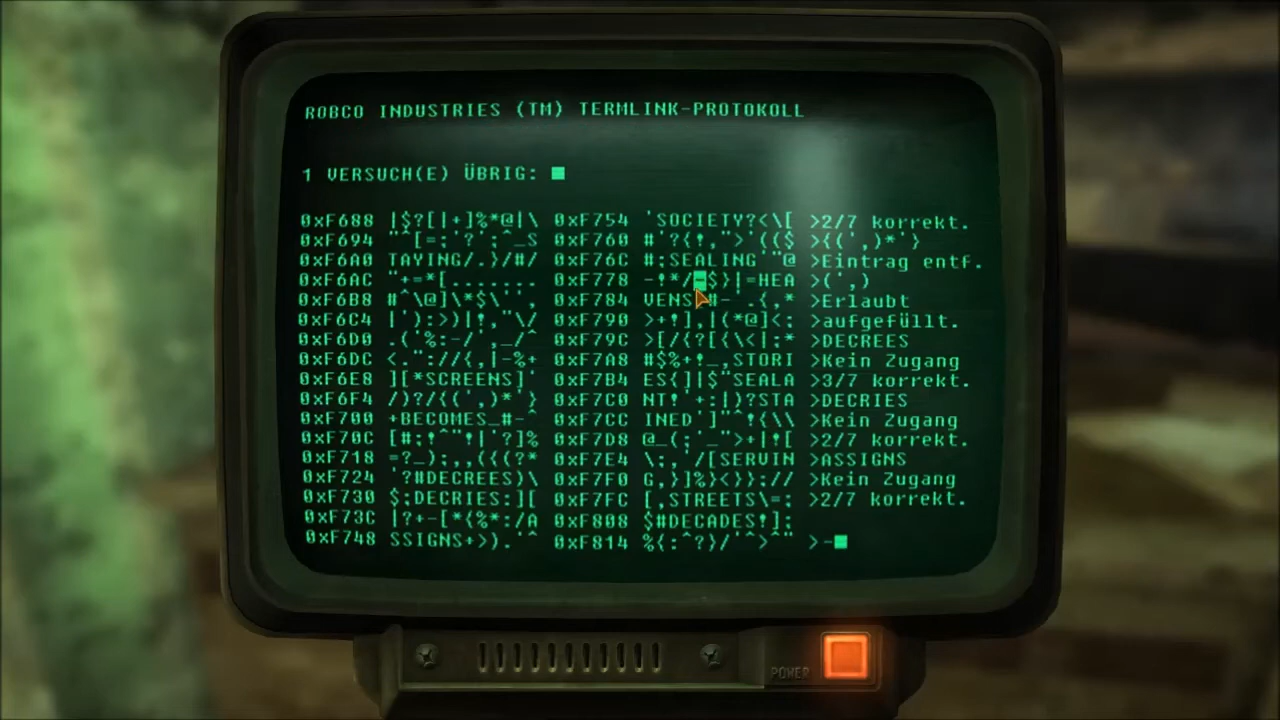 ROBCO INDUSTRIES (TM) TERMLINK-PROTOKOLL
1 VERSUCH(E) ÜBRIG:
0xF688 |$?[|+]%*@|\ 0xF754 'SOCIETY?<\[ >2/7 korrekt.
0xF694 "^[=;'?';^_S 0xF760 #'?{!,">'(($ >{((',)*'}
0xF6A0 TAYING/.}/#/ 0xF76C #;SEALING'"@ >Eintrag entf.
0xF6AC "+=*[....... 0xF778 -!*/-$}|=HEA >(',)
0xF6B8 #^\@]\*$\'', 0xF784 VENS #-'.{,* >Erlaubt
0xF6C4 |');>)|!,"\/ 0xF790 >+!],|(*@]<: >aufgefüllt.
0xF6D0 .('%:-/',_/^ 0xF79C >[/{?[{\<|;* >DECREES
0xF6DC <.":://{,|-%+ 0xF7A8 #$%+!_,STORI >Kein Zugang
0xF6E8 ][*SCREENS]' 0xF7B4 ES{]|$"SEALA >3/7 korrekt.
0xF6F4 /)?/{((',)*'} 0xF7C0 NT!'+:|)?STA >DECRIES
0xF700 +BECOMES_#-^ 0xF7CC INED']"^!{\\ >Kein Zugang
0xF70C [#;!^"!|'?]% 0xF7D8 @_(;'_">+|![ >2/7 korrekt.
0xF718 =?_);,,({(?* 0xF7E4 \:,'/[SERVIN >ASSIGNS
0xF724 '?#DECREES)\ 0xF7F0 G,}]%}<}}:// >Kein Zugang
0xF730 $;DECRIES:][ 0xF7FC [,STREETS\=: >2/7 korrekt.
0xF73C |?+-[*{%*:/A 0xF808 $#DECADES!];
0xF748 SSIGNS+>).'^ 0xF814 %{:^?}/'^>^" >-
POWER